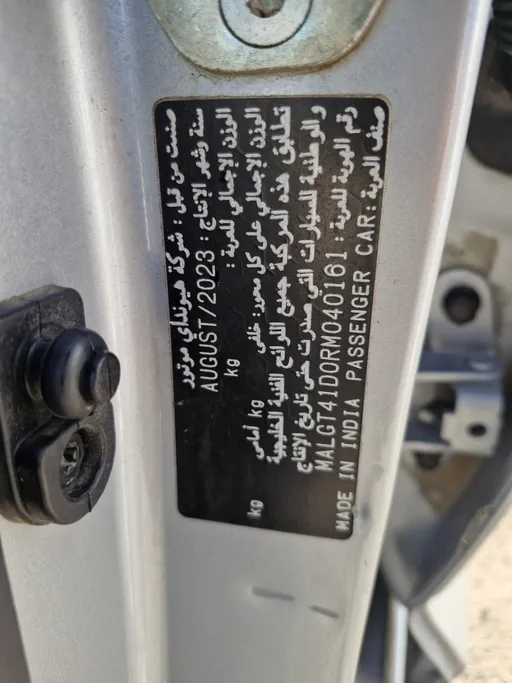 صنعت من قبل : شركة هيونداي موتور
سنة وشهر الإنتاج : AUGUST/2023
الوزن الإجمالي للعربة : kg
الوزن الإجمالي على كل محور: خلفي kg أمامي kg
تطابق هذه المركبة جميع اللوائح الفنية الخليجية
والوطنية للسيارات التي صدرت حتى تاريخ الإنتاج
رقم الهوية للعربة : MALGT41DORM040161
صنف العربة : MADE IN INDIA PASSENGER CAR